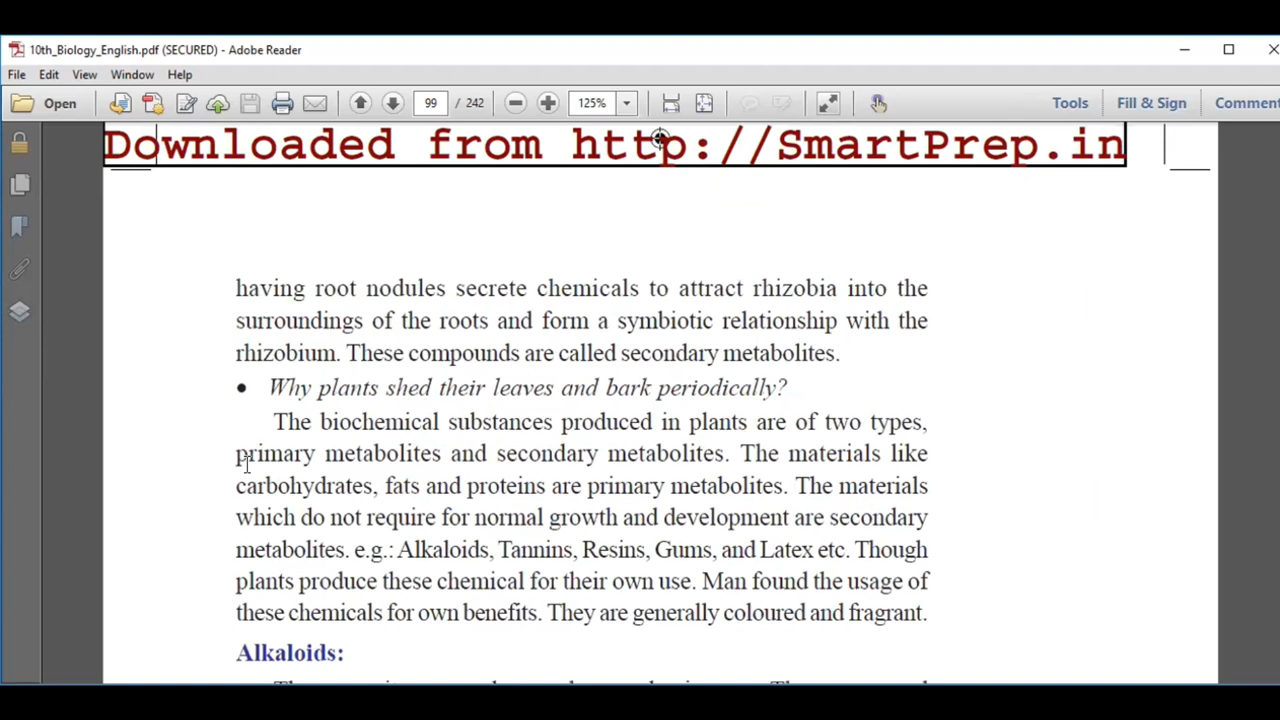 10th_Biology_English.pdf (SECURED) - Adobe Reader
File Edit View Window Help
Open 99 / 242 125% Tools Fill & Sign Comment
Downloaded from http://SmartPrep.in
having root nodules secrete chemicals to attract rhizobia into the
surroundings of the roots and form a symbiotic relationship with the
rhizobium. These compounds are called secondary metabolites.
• Why plants shed their leaves and bark periodically?
The biochemical substances produced in plants are of two types,
primary metabolites and secondary metabolites. The materials like
carbohydrates, fats and proteins are primary metabolites. The materials
which do not require for normal growth and development are secondary
metabolites. e.g.: Alkaloids, Tannins, Resins, Gums, and Latex etc. Though
plants produce these chemical for their own use. Man found the usage of
these chemicals for own benefits. They are generally coloured and fragrant.
Alkaloids: